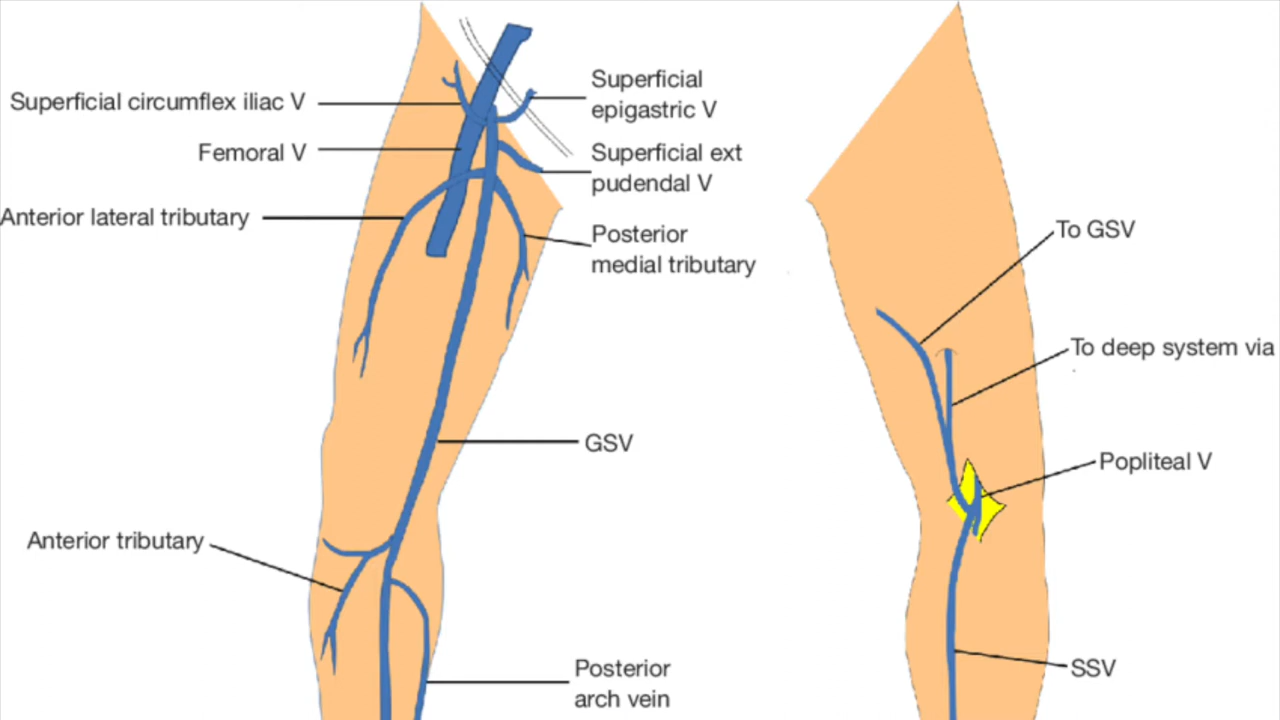 Superficial circumflex iliac V
Femoral V
Anterior lateral tributary
Anterior tributary
Superficial
epigastric V
Superficial ext
pudendal V
Posterior
medial tributary
GSV
Posterior
arch vein
To GSV
To deep system via
Popliteal V
SSV